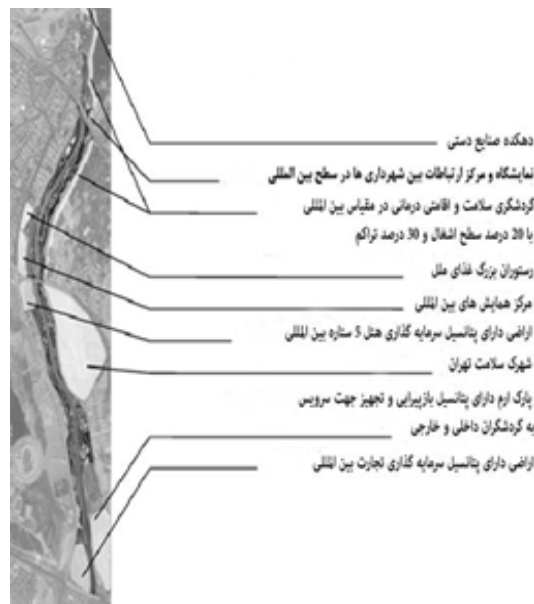 دهکده صنایع دستی
نمایشگاه و مرکز ارتباطات بین شهرداری ها در سطح بین المللی
گردشگری سلامت و اقامتی درمانی در مقیاس بین المللی
با 20 درصد سطح اشغال و 30 درصد تراکم
رستوران بزرگ غذای ملل
مرکز همایش های بین المللی
اراضی دارای پتانسیل سرمایه گذاری هتل 5 ستاره بین المللی
شهرک سلامت تهران
پارک ارم دارای پتانسیل بازپیرایی و تجهیز جهت سرویس
به گردشگران داخلی و خارجی
اراضی دارای پتانسیل سرمایه گذاری تجارت بین المللی